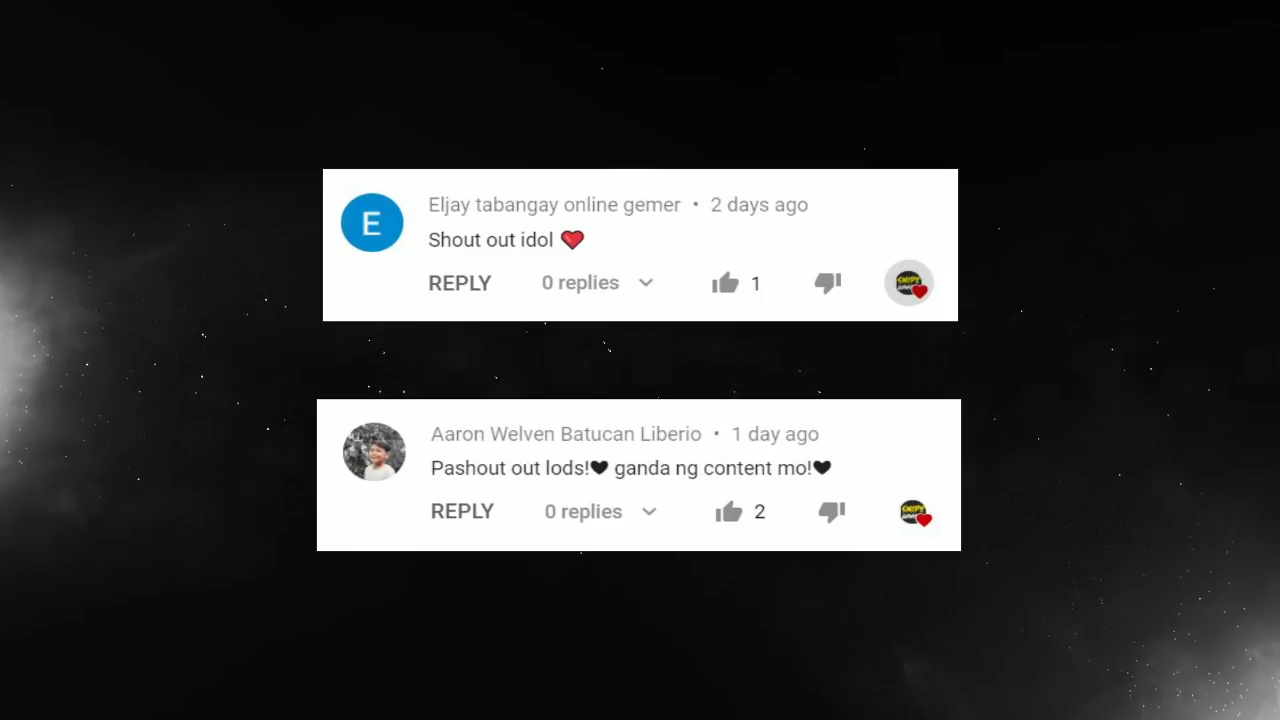 E
Eljay tabangay online gemer • 2 days ago
Shout out idol ❤️
REPLY 0 replies 1
Aaron Welven Batucan Liberio • 1 day ago
Pashout out lods!🖤 ganda ng content mo!🖤
REPLY 0 replies 2